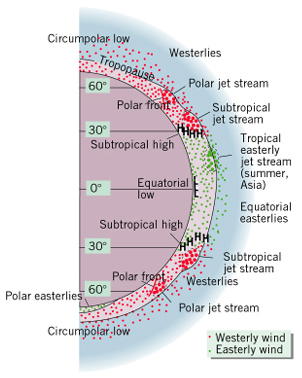 Circumpolar low
Westerlies
Tropopause
60°
Polar jet stream
Polar front
Subtropical
jet stream
30°
HHHH
Subtropical high
Tropical
easterly
jet stream
(summer,
Asia)
0°
Equatorial
low
L
Equatorial
easterlies
Subtropical high
HHHH
30°
Subtropical
jet stream
Polar front
Westerlies
60°
Polar easterlies
Polar jet stream
Circumpolar low
Westerly wind
Easterly wind